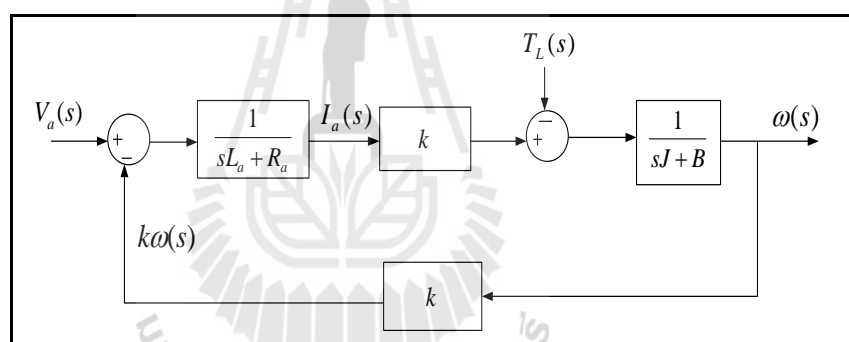 T_L(s)
V_a(s)
+
−
1
sL_a + R_a
I_a(s)
k
−
+
1
sJ + B
ω(s)
kω(s)
k